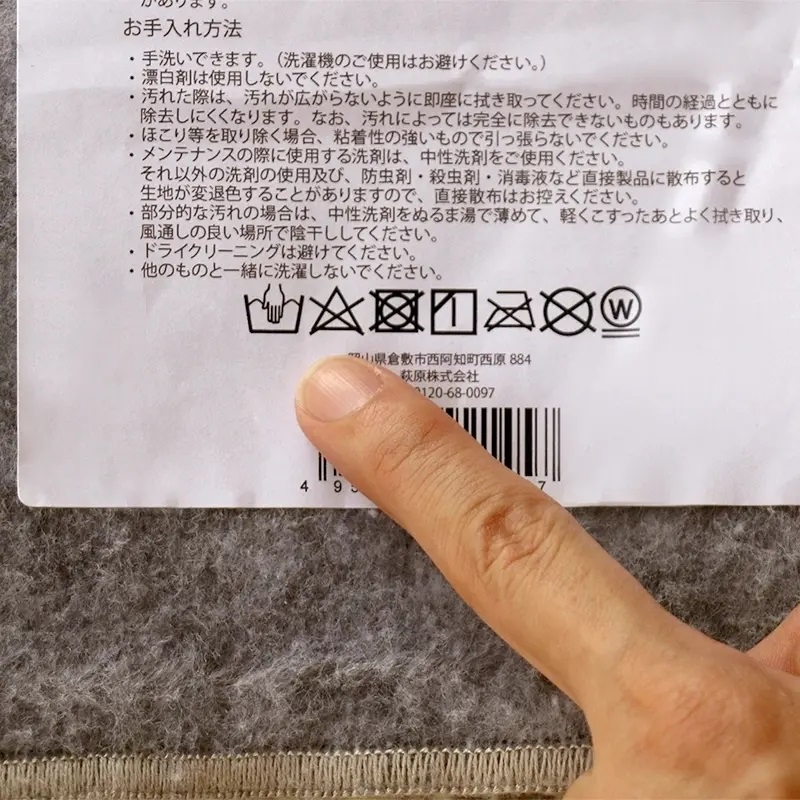 があります。
お手入れ方法
・手洗いできます。（洗濯機のご使用はお避けください。）
・漂白剤は使用しないでください。
・汚れた際は、汚れが広がらないように即座に拭き取ってください。時間の経過とともに
除去しにくくなります。なお、汚れによっては完全に除去できないものもあります。
・ほこり等を取り除く場合、粘着性の強いもので引っ張らないでください。
・メンテナンスの際に使用する洗剤は、中性洗剤をご使用ください。
それ以外の洗剤の使用及び、防虫剤・殺虫剤・消毒液など直接製品に散布すると
生地が変退色することがありますので、直接散布はお控えください。
・部分的な汚れの場合は、中性洗剤をぬるま湯で薄めて、軽くこすったあとよく拭き取り、
風通しの良い場所で陰干ししてください。
・ドライクリーニングは避けてください。
・他のものと一緒に洗濯しないでください。
W
岡山県倉敷市西阿知町西原 884
萩原株式会社
120-68-0097
4 9 7